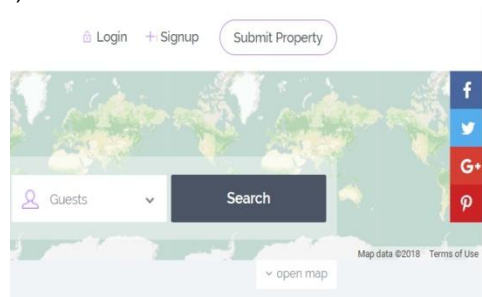 Login Signup Submit Property
f
G+
Guests Search
Map data ©2018 Terms of Use
open map